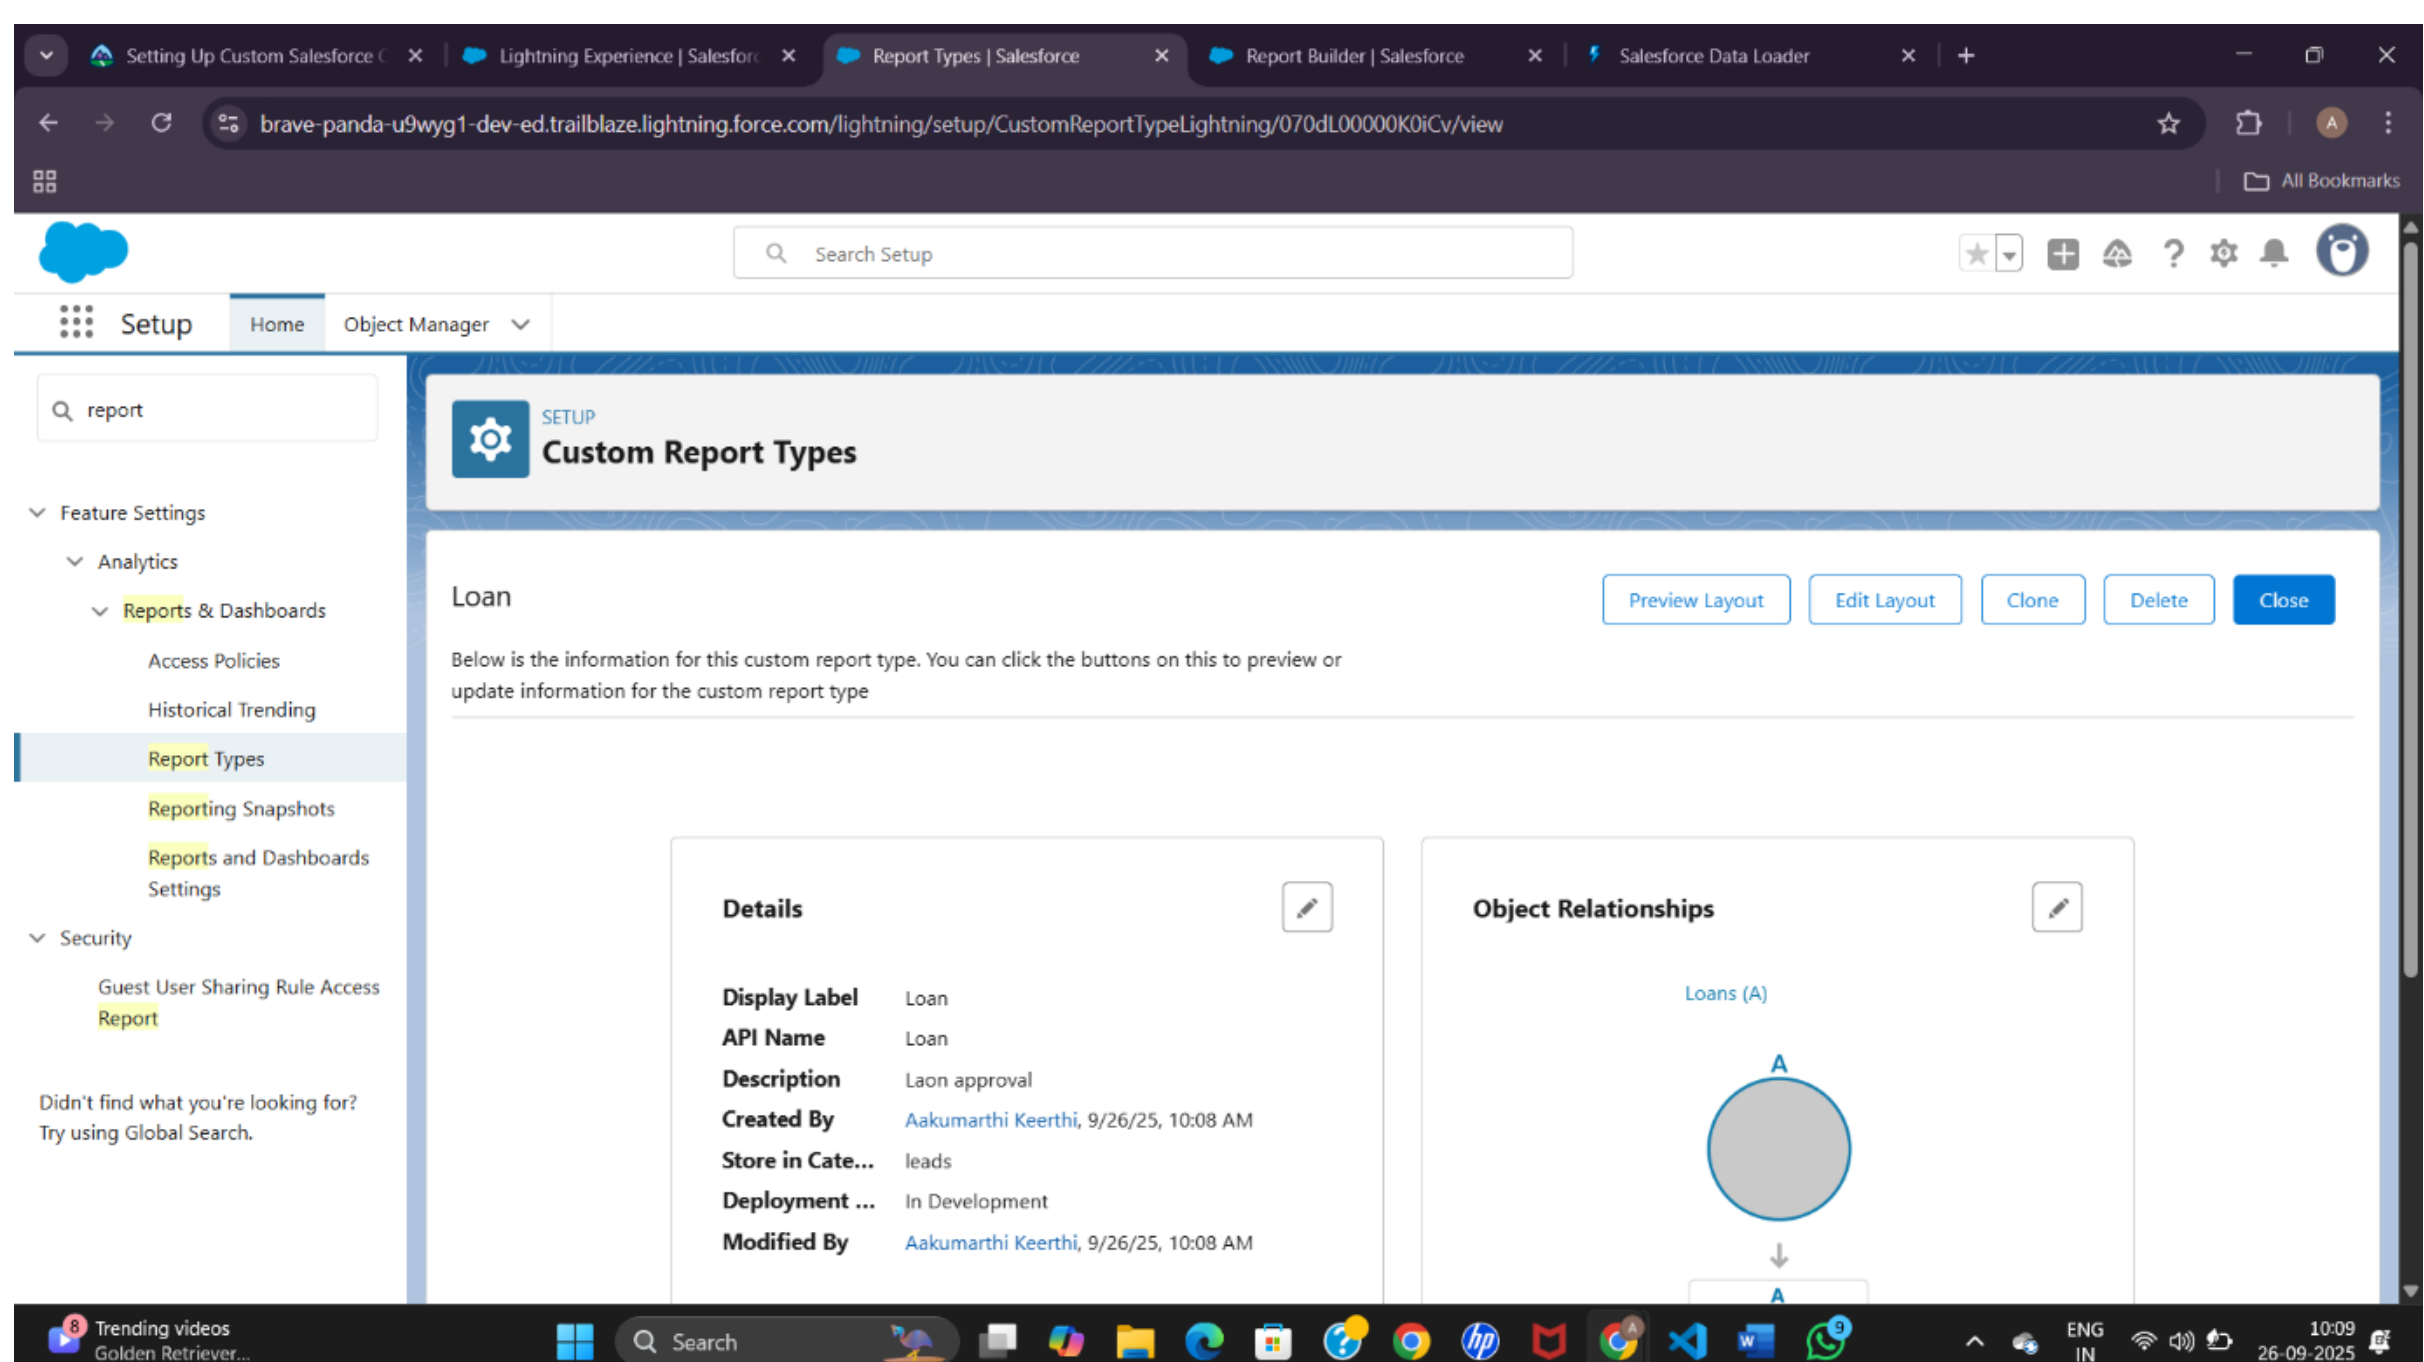 Setting Up Custom Salesforce C
Lightning Experience | Salesforc
Report Types | Salesforce
Report Builder | Salesforce
Salesforce Data Loader
brave-panda-u9wyg1-dev-ed.trailblaze.lightning.force.com/lightning/setup/CustomReportTypeLightning/070dL00000K0iCv/view
A
All Bookmarks
Search Setup
Setup
Home
Object Manager
report
SETUP
Custom Report Types
Feature Settings
Analytics
Reports & Dashboards
Access Policies
Historical Trending
Report Types
Reporting Snapshots
Reports and Dashboards
Settings
Security
Guest User Sharing Rule Access
Report
Didn't find what you're looking for?
Try using Global Search.
Loan
Preview Layout
Edit Layout
Clone
Delete
Close
Below is the information for this custom report type. You can click the buttons on this to preview or
update information for the custom report type
Details
Display Label Loan
API Name Loan
Description Laon approval
Created By Aakumarthi Keerthi, 9/26/25, 10:08 AM
Store in Cate... leads
Deployment ... In Development
Modified By Aakumarthi Keerthi, 9/26/25, 10:08 AM
Object Relationships
Loans (A)
A
A
8
Trending videos
Golden Retriever...
Search
hp
A
W
9
ENG
IN
10:09
26-09-2025